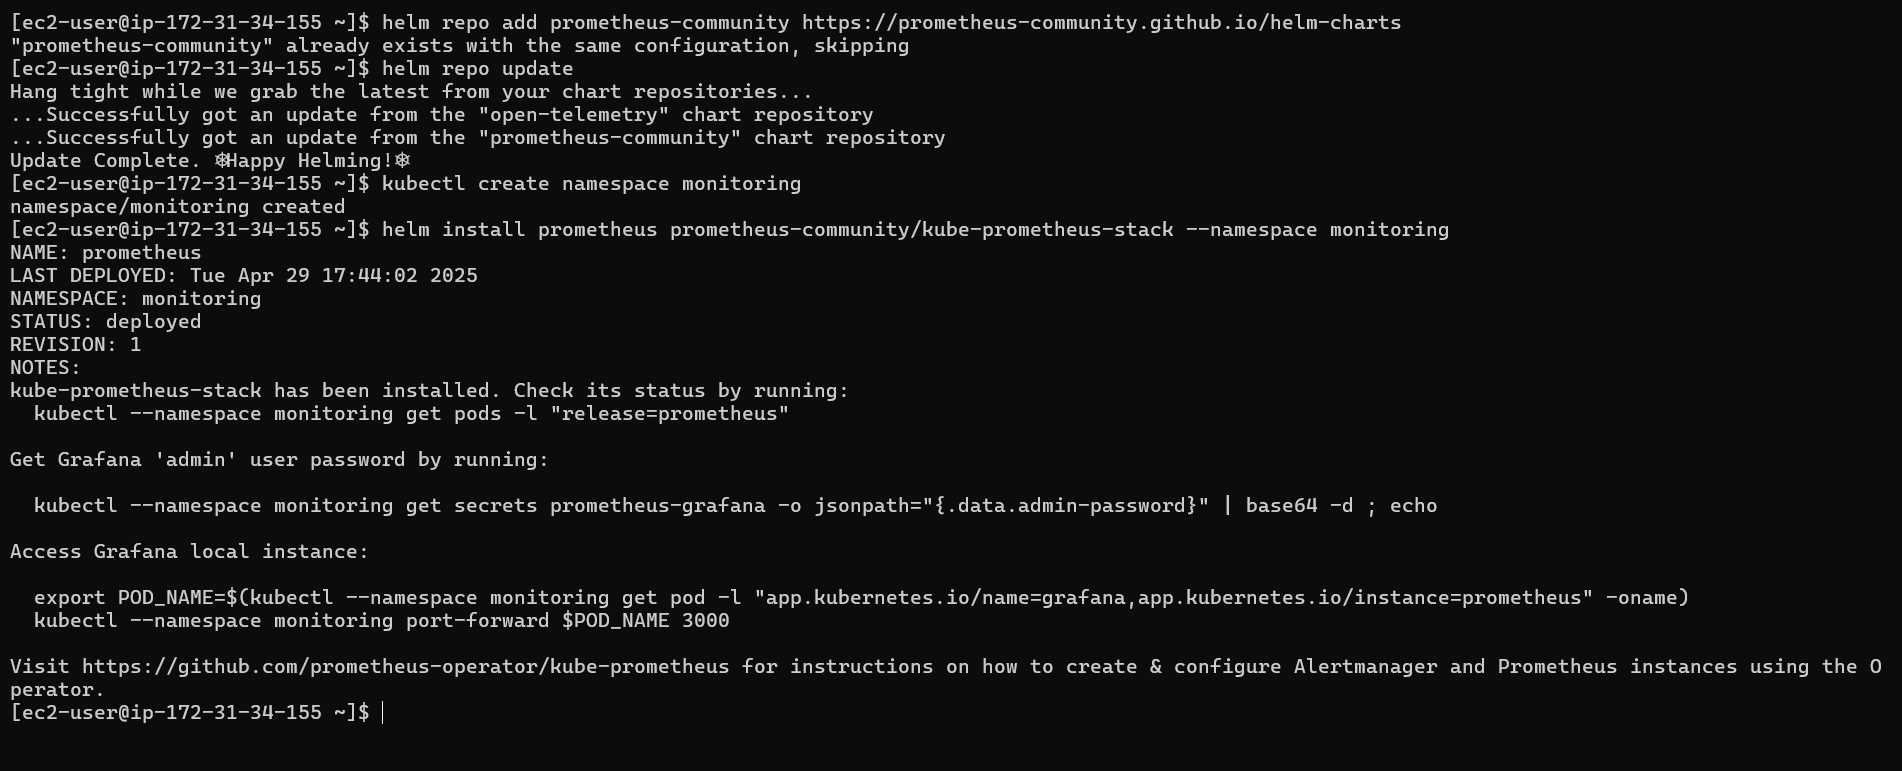 [ec2-user@ip-172-31-34-155 ~]$ helm repo add prometheus-community https://prometheus-community.github.io/helm-charts
"prometheus-community" already exists with the same configuration, skipping
[ec2-user@ip-172-31-34-155 ~]$ helm repo update
Hang tight while we grab the latest from your chart repositories...
...Successfully got an update from the "open-telemetry" chart repository
...Successfully got an update from the "prometheus-community" chart repository
Update Complete. ⎈Happy Helming!⎈
[ec2-user@ip-172-31-34-155 ~]$ kubectl create namespace monitoring
namespace/monitoring created
[ec2-user@ip-172-31-34-155 ~]$ helm install prometheus prometheus-community/kube-prometheus-stack --namespace monitoring
NAME: prometheus
LAST DEPLOYED: Tue Apr 29 17:44:02 2025
NAMESPACE: monitoring
STATUS: deployed
REVISION: 1
NOTES:
kube-prometheus-stack has been installed. Check its status by running:
  kubectl --namespace monitoring get pods -l "release=prometheus"

Get Grafana 'admin' user password by running:

  kubectl --namespace monitoring get secrets prometheus-grafana -o jsonpath="{.data.admin-password}" | base64 -d ; echo

Access Grafana local instance:

  export POD_NAME=$(kubectl --namespace monitoring get pod -l "app.kubernetes.io/name=grafana,app.kubernetes.io/instance=prometheus" -oname)
  kubectl --namespace monitoring port-forward $POD_NAME 3000

Visit https://github.com/prometheus-operator/kube-prometheus for instructions on how to create & configure Alertmanager and Prometheus instances using the O
perator.
[ec2-user@ip-172-31-34-155 ~]$